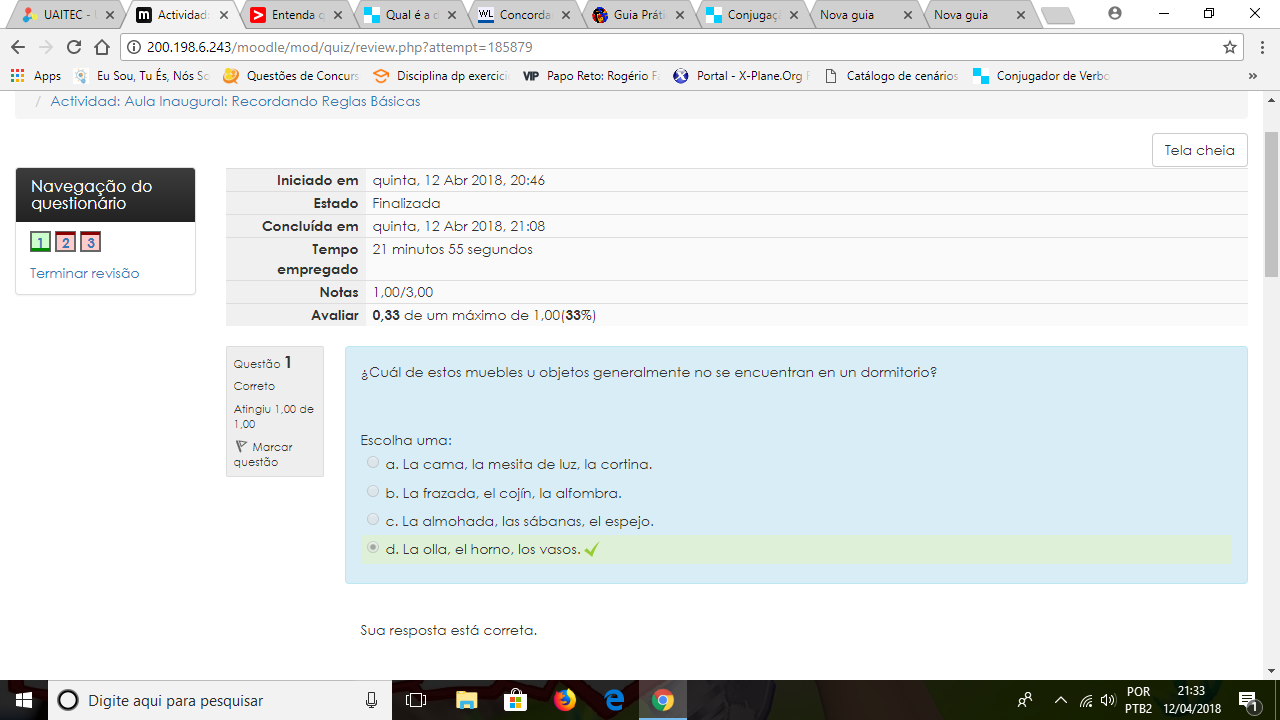 UAITEC -
Actividad:
Entenda q
Qual é a d
Concorda
Guia Práti
Conjugaç
Nova guia
Nova guia
200.198.6.243/moodle/mod/quiz/review.php?attempt=185879
Apps
Eu Sou, Tu És, Nós So
Questões de Concurs
Disciplina dp exercici
VIP Papo Reto: Rogério F
Portal - X-Plane.Org F
Catálogo de cenários
Conjugador de Verbo
»
/ Actividad: Aula Inaugural: Recordando Reglas Básicas
Tela cheia
Navegação do
questionário
1 2 3
Terminar revisão
Iniciado em quinta, 12 Abr 2018, 20:46
Estado Finalizada
Concluída em quinta, 12 Abr 2018, 21:08
Tempo empregado 21 minutos 55 segundos
Notas 1,00/3,00
Avaliar 0,33 de um máximo de 1,00(33%)
Questão 1
Correto
Atingiu 1,00 de
1,00
Marcar
questão
¿Cuál de estos muebles u objetos generalmente no se encuentran en un dormitorio?
Escolha uma:
a. La cama, la mesita de luz, la cortina.
b. La frazada, el cojín, la alfombra.
c. La almohada, las sábanas, el espejo.
d. La olla, el horno, los vasos.
Sua resposta está correta.
Digite aqui para pesquisar
POR
PTB2
21:33
12/04/2018
1